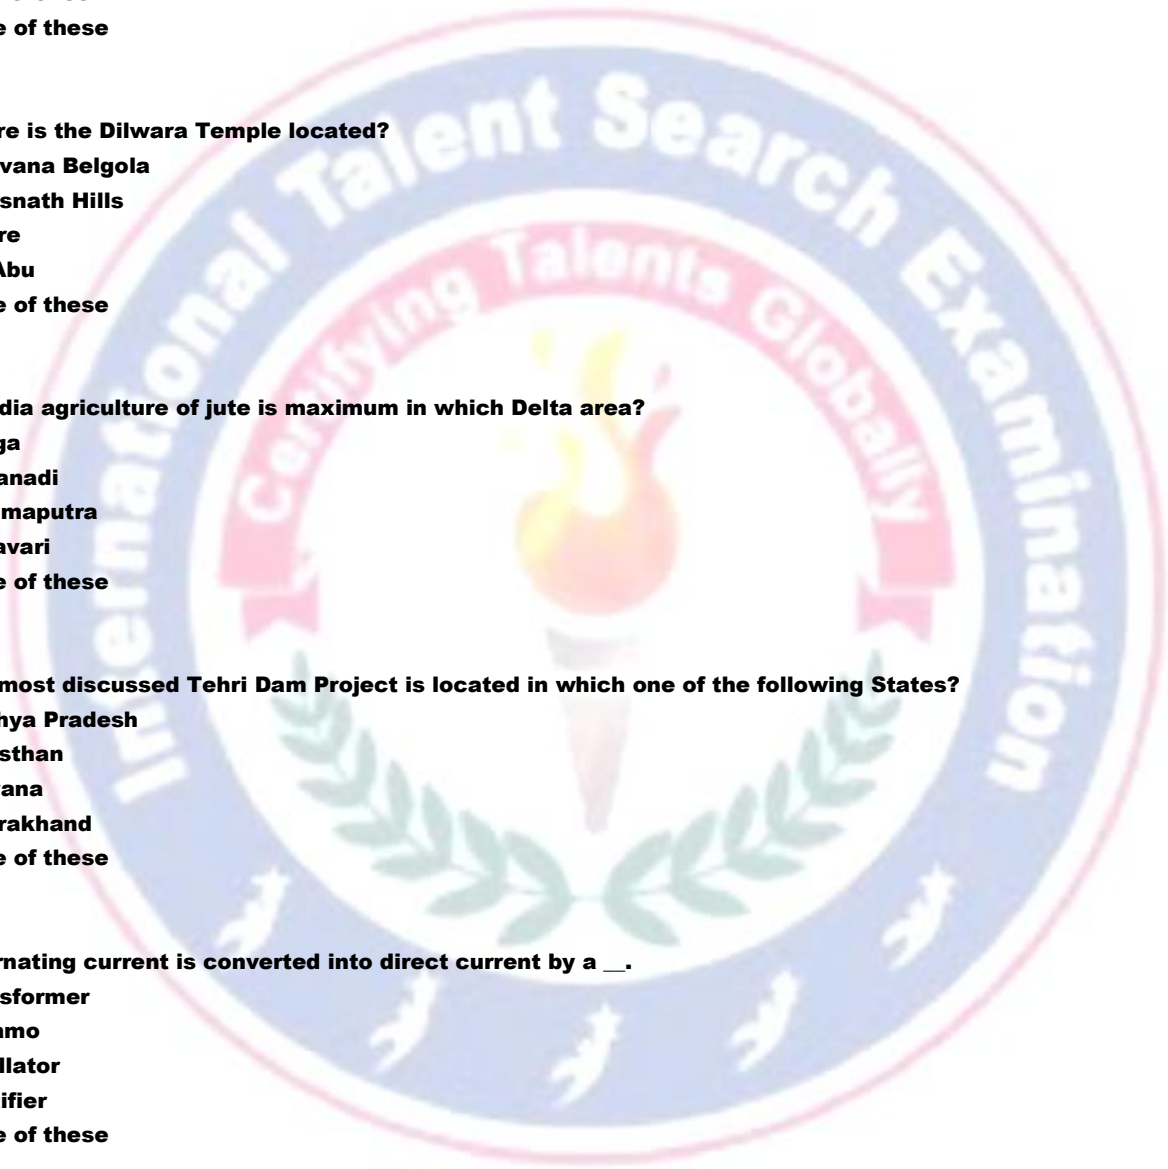 e of these
re is the Dilwara Temple located?
vana Belgola
snath Hills
re
Abu
e of these
dia agriculture of jute is maximum in which Delta area?
ga
anadi
maputra
avari
e of these
most discussed Tehri Dam Project is located in which one of the following States?
hya Pradesh
sthan
ana
rakhand
e of these
rnating current is converted into direct current by a __.
sformer
amo
llator
ifier
e of these
International Talent Search Examination
Certifying Talents Globally